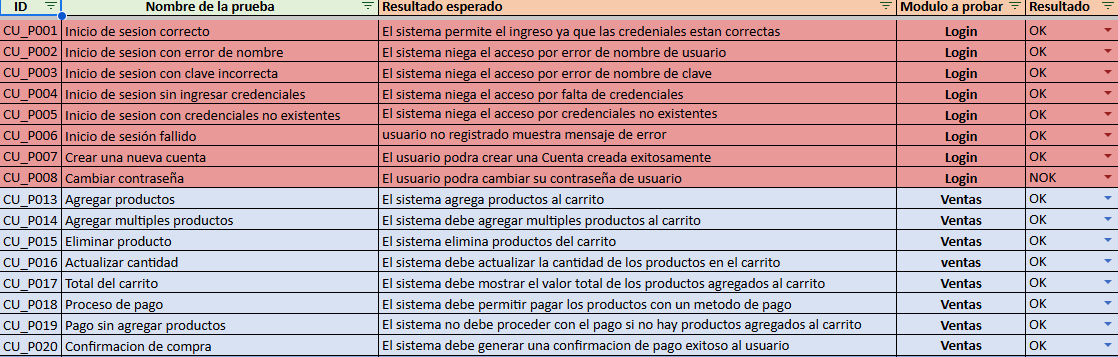 ID Nombre de la prueba Resultado esperado Modulo a probar Resultado
CU_P001 Inicio de sesion correcto El sistema permite el ingreso ya que las credeniales estan correctas Login OK
CU_P002 Inicio de sesion con error de nombre El sistema niega el acceso por error de nombre de usuario Login OK
CU_P003 Inicio de sesion con clave incorrecta El sistema niega el acceso por error de nombre de clave Login OK
CU_P004 Inicio de sesion sin ingresar credenciales El sistema niega el acceso por falta de credenciales Login OK
CU_P005 Inicio de sesion con credenciales no existentes El sistema niega el acceso por credenciales no existentes Login OK
CU_P006 Inicio de sesión fallido usuario no registrado muestra mensaje de error Login OK
CU_P007 Crear una nueva cuenta El usuario podra crear una Cuenta creada exitosamente Login OK
CU_P008 Cambiar contraseña El usuario podra cambiar su contraseña de usuario Login NOK
CU_P013 Agregar productos El sistema agrega productos al carrito Ventas OK
CU_P014 Agregar multiples productos El sistema debe agregar multiples productos al carrito Ventas OK
CU_P015 Eliminar producto El sistema elimina productos del carrito Ventas OK
CU_P016 Actualizar cantidad El sistema debe actualizar la cantidad de los productos en el carrito ventas OK
CU_P017 Total del carrito El sistema debe mostrar el valor total de los productos agregados al carrito Ventas OK
CU_P018 Proceso de pago El sistema debe permitir pagar los productos con un metodo de pago Ventas OK
CU_P019 Pago sin agregar productos El sistema no debe proceder con el pago si no hay productos agregados al carrito Ventas OK
CU_P020 Confirmacion de compra El sistema debe generar una confirmacion de pago exitoso al usuario Ventas OK